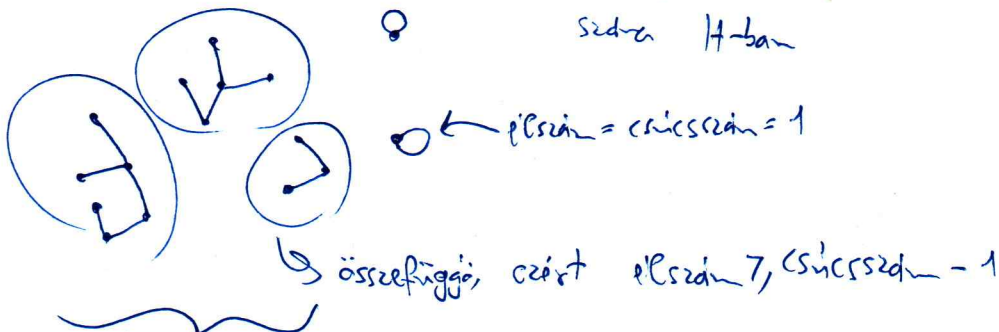 száma H-ban
élszám = csúcsszám = 1
összefüggő, ezért élszám ≥ csúcsszám - 1